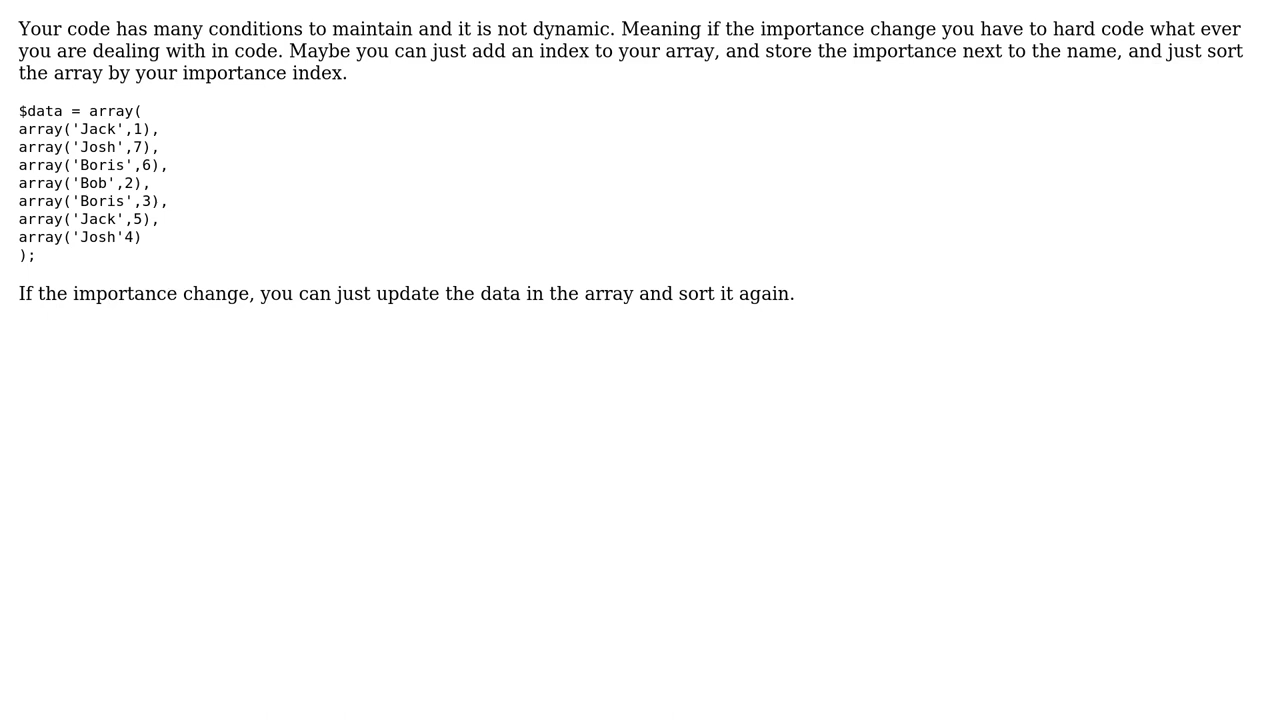 Your code has many conditions to maintain and it is not dynamic. Meaning if the importance change you have to hard code what ever
you are dealing with in code. Maybe you can just add an index to your array, and store the importance next to the name, and just sort
the array by your importance index.
$data = array(
array('Jack',1),
array('Josh',7),
array('Boris',6),
array('Bob',2),
array('Boris',3),
array('Jack',5),
array('Josh'4)
);
If the importance change, you can just update the data in the array and sort it again.